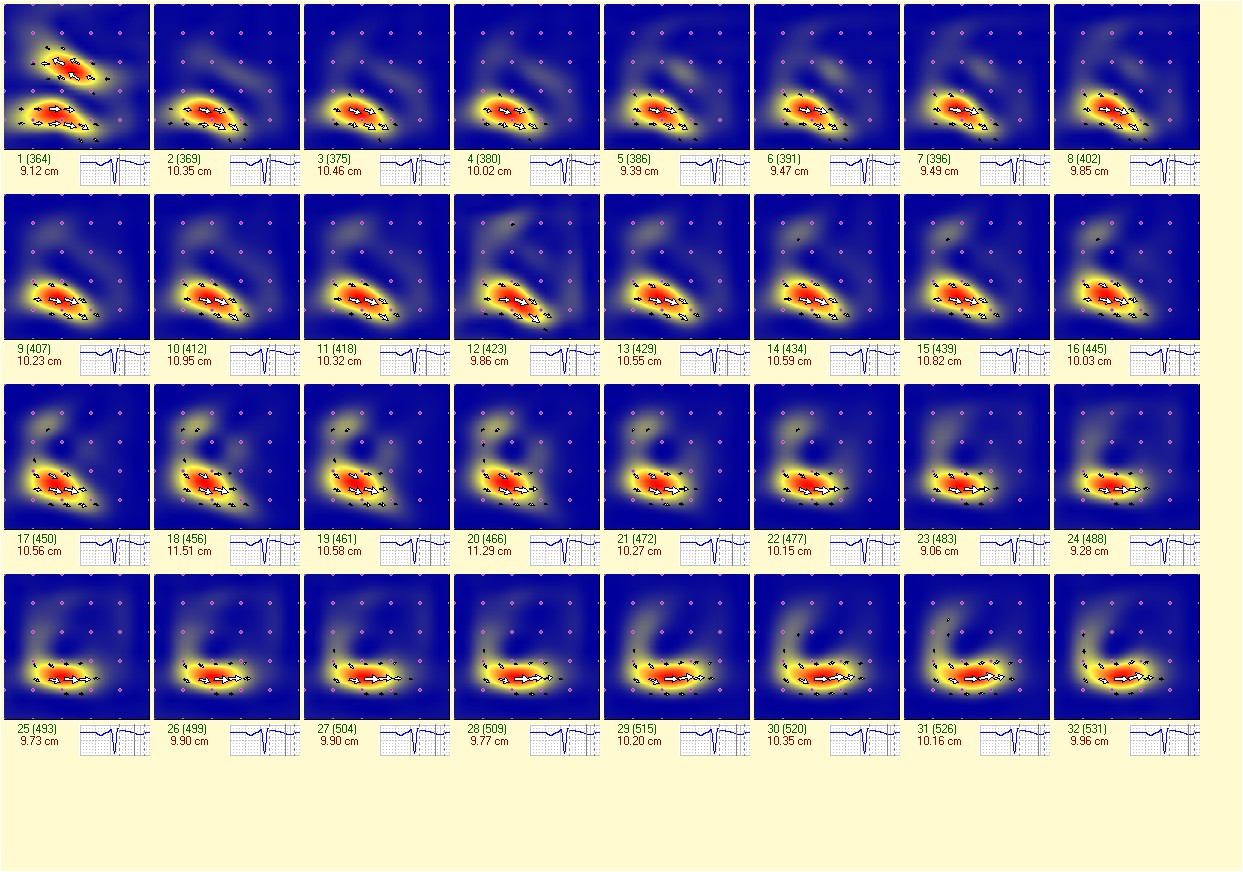 1 (364) 2 (369) 3 (375) 4 (380) 5 (386) 6 (391) 7 (396) 8 (402)
9.12 cm 10.35 cm 10.46 cm 10.02 cm 9.39 cm 9.47 cm 9.49 cm 9.85 cm
9 (407) 10 (412) 11 (418) 12 (423) 13 (429) 14 (434) 15 (439) 16 (445)
10.23 cm 10.95 cm 10.32 cm 9.86 cm 10.55 cm 10.59 cm 10.82 cm 10.03 cm
17 (450) 18 (456) 19 (461) 20 (466) 21 (472) 22 (477) 23 (483) 24 (488)
10.56 cm 11.51 cm 10.58 cm 11.29 cm 10.27 cm 10.15 cm 9.06 cm 9.28 cm
25 (493) 26 (499) 27 (504) 28 (509) 29 (515) 30 (520) 31 (526) 32 (531)
9.73 cm 9.90 cm 9.90 cm 9.77 cm 10.20 cm 10.35 cm 10.16 cm 9.96 cm